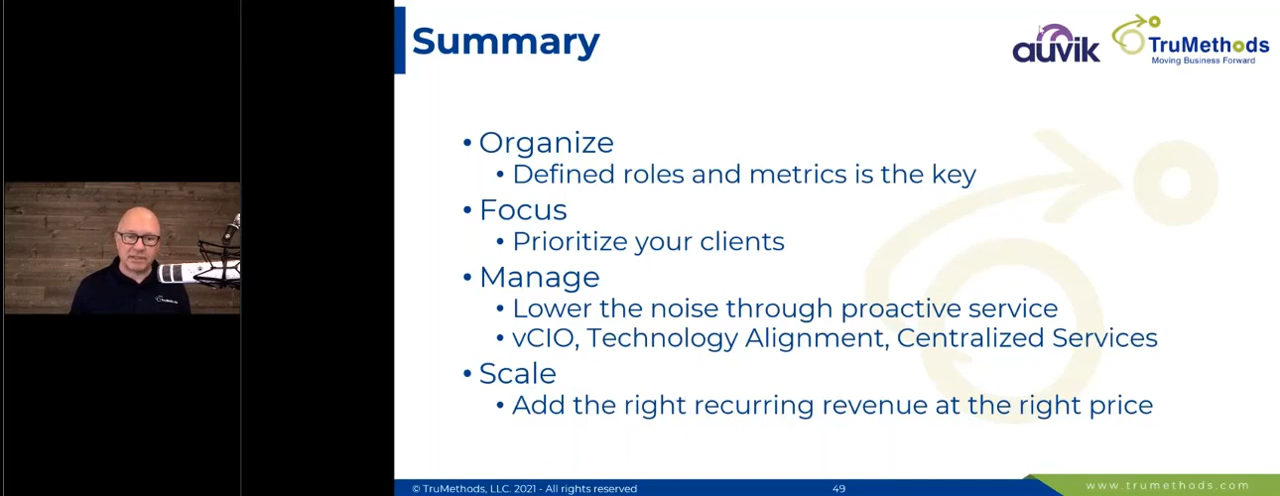 Summary
auvik
TruMethods
Moving Business Forward
• Organize
• Defined roles and metrics is the key
• Focus
• Prioritize your clients
• Manage
• Lower the noise through proactive service
• vCIO, Technology Alignment, Centralized Services
• Scale
• Add the right recurring revenue at the right price
© TruMethods, LLC. 2021 - All rights reserved
49
www.trumethods.com